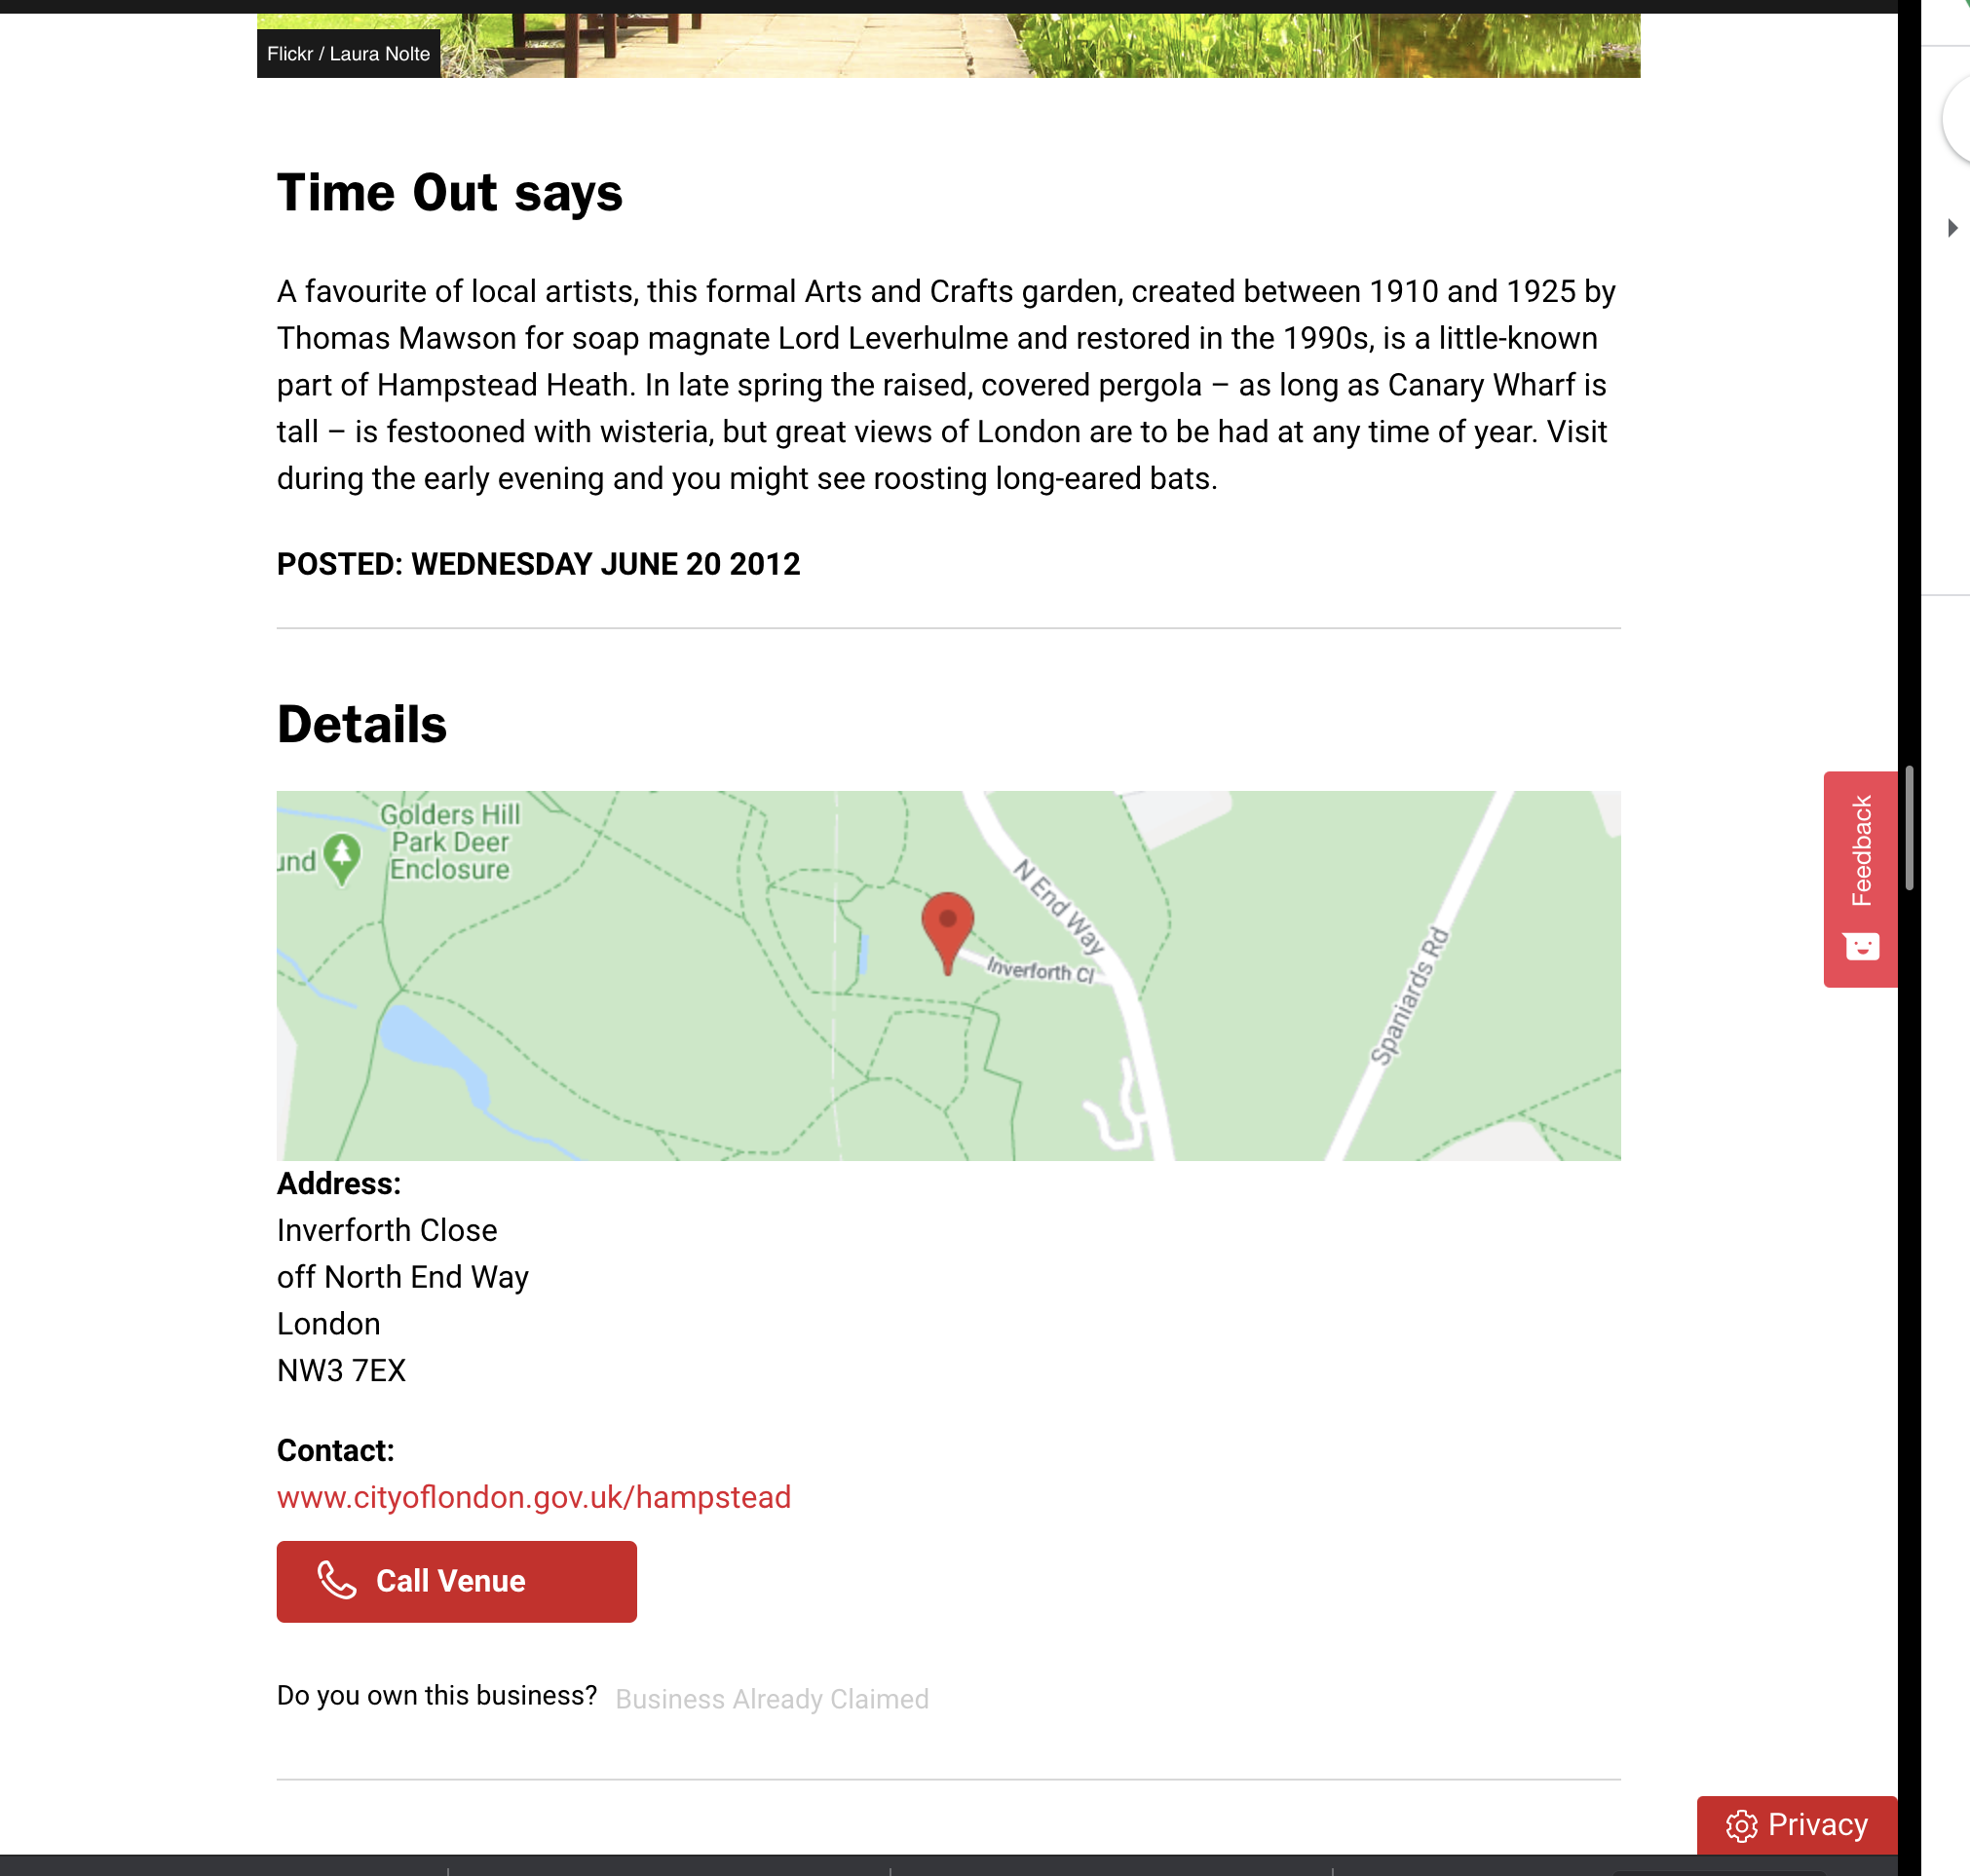 Flickr / Laura Nolte
Time Out says
A favourite of local artists, this formal Arts and Crafts garden, created between 1910 and 1925 by
Thomas Mawson for soap magnate Lord Leverhulme and restored in the 1990s, is a little-known
part of Hampstead Heath. In late spring the raised, covered pergola – as long as Canary Wharf is
tall – is festooned with wisteria, but great views of London are to be had at any time of year. Visit
during the early evening and you might see roosting long-eared bats.
POSTED: WEDNESDAY JUNE 20 2012
Details
Golders Hill
Park Deer
Enclosure
und
N End Way
Inverforth Cl
Spaniards Rd
Feedback
Address:
Inverforth Close
off North End Way
London
NW3 7EX
Contact:
www.cityoflondon.gov.uk/hampstead
Call Venue
Do you own this business? Business Already Claimed
Privacy